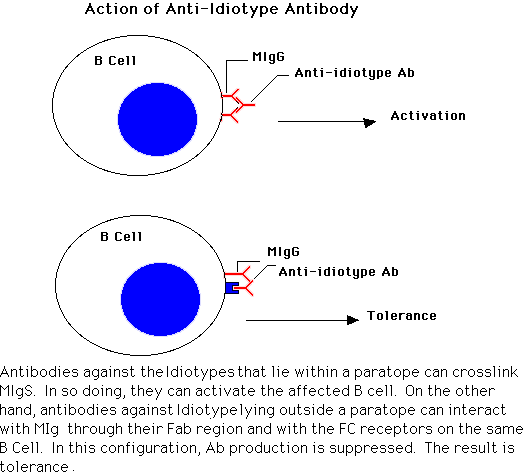 Action of Anti-Idiotype Antibody
B Cell
MIgG
Anti-idiotype Ab
Activation
B Cell
MIgG
Anti-idiotype Ab
Tolerance
Antibodies against the Idiotypes that lie within a paratope can crosslink
MIgS. In so doing, they can activate the affected B cell. On the other
hand, antibodies against Idiotype lying outside a paratope can interact
with MIg through their Fab region and with the FC receptors on the same
B Cell. In this configuration, Ab production is suppressed. The result is
tolerance.